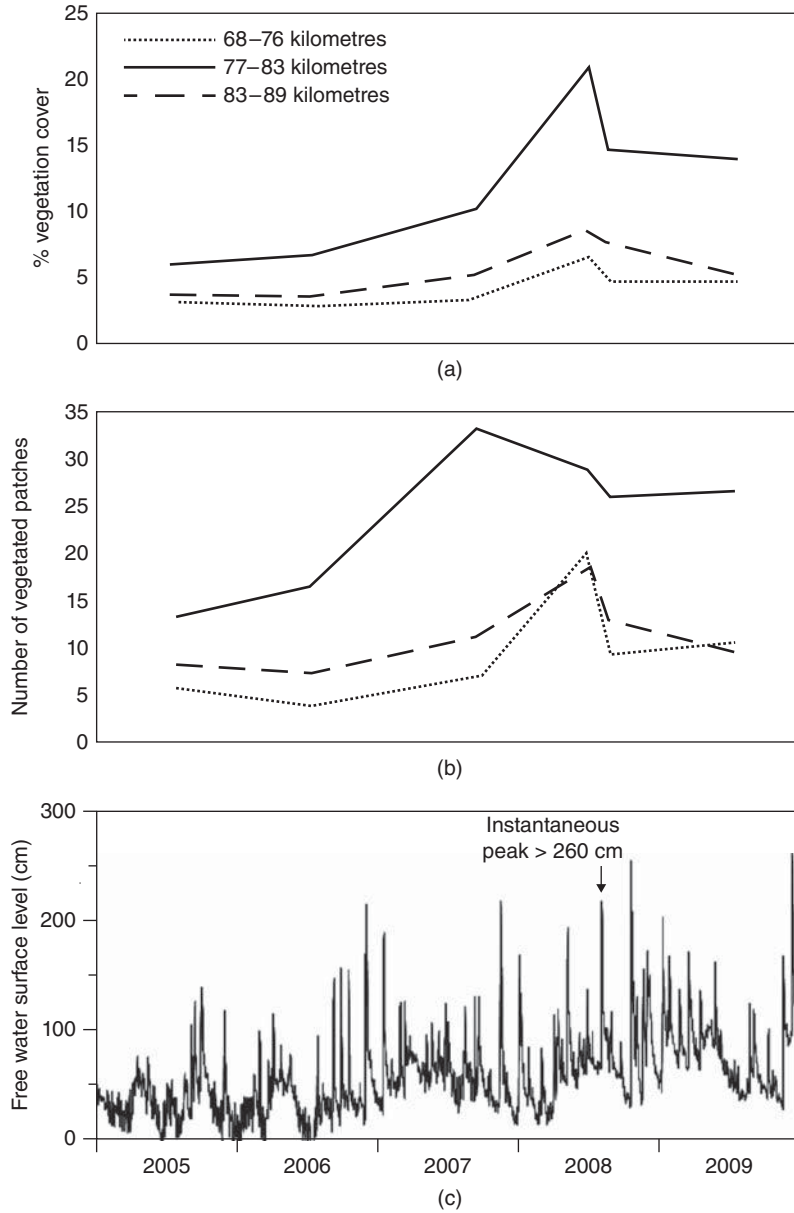 25
20
15
10
5
0
% vegetation cover
68–76 kilometres
77–83 kilometres
83–89 kilometres
(a)
35
30
25
20
15
10
5
0
Number of vegetated patches
(b)
300
200
100
0
Free water surface level (cm)
Instantaneous
peak > 260 cm
2005 2006 2007 2008 2009
(c)